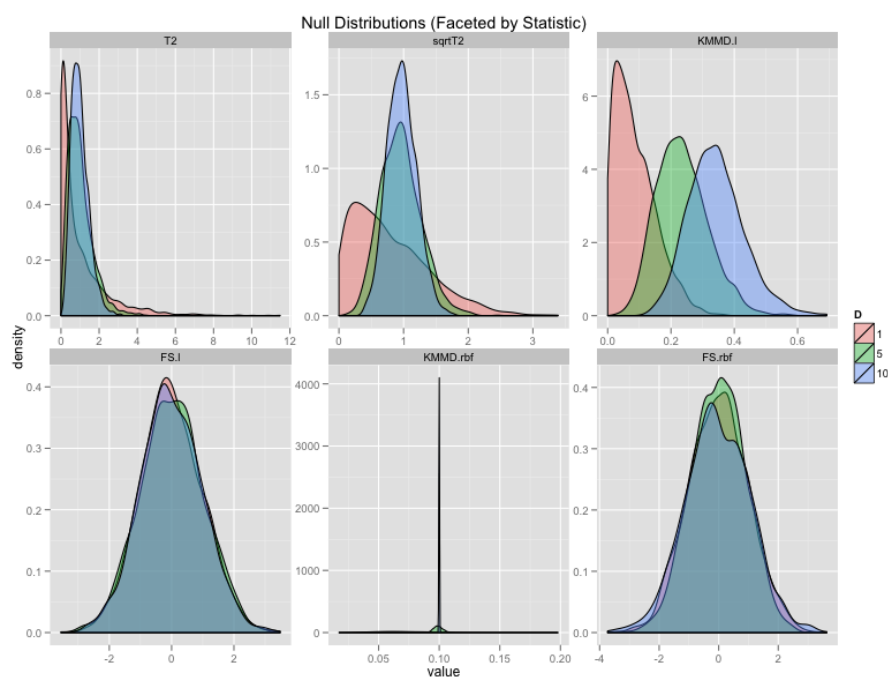 Null Distributions (Faceted by Statistic)
T2 sqrtT2 KMMD.l
0.8
0.6
0.4
0.2
0.0
0 2 4 6 8 10 12
1.5
1.0
0.5
0.0
0 1 2 3
6
4
2
0
0.0 0.2 0.4 0.6
density
FS.l KMMD.rbf FS.rbf
0.4
0.3
0.2
0.1
0.0
-2 0 2
4000
3000
2000
1000
0
0.05 0.10 0.15 0.20
0.4
0.3
0.2
0.1
0.0
-4 -2 0 2
value
D
1
5
10